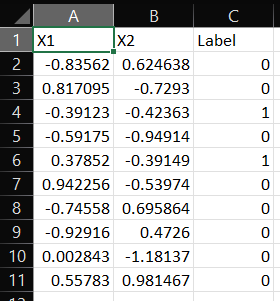 A B C
1 X1 X2 Label
2 -0.83562 0.624638 0
3 0.817095 -0.7293 0
4 -0.39123 -0.42363 1
5 -0.59175 -0.94914 0
6 0.37852 -0.39149 1
7 0.942256 -0.53974 0
8 -0.74558 0.695864 0
9 -0.92916 0.4726 0
10 0.002843 -1.18137 0
11 0.55783 0.981467 0